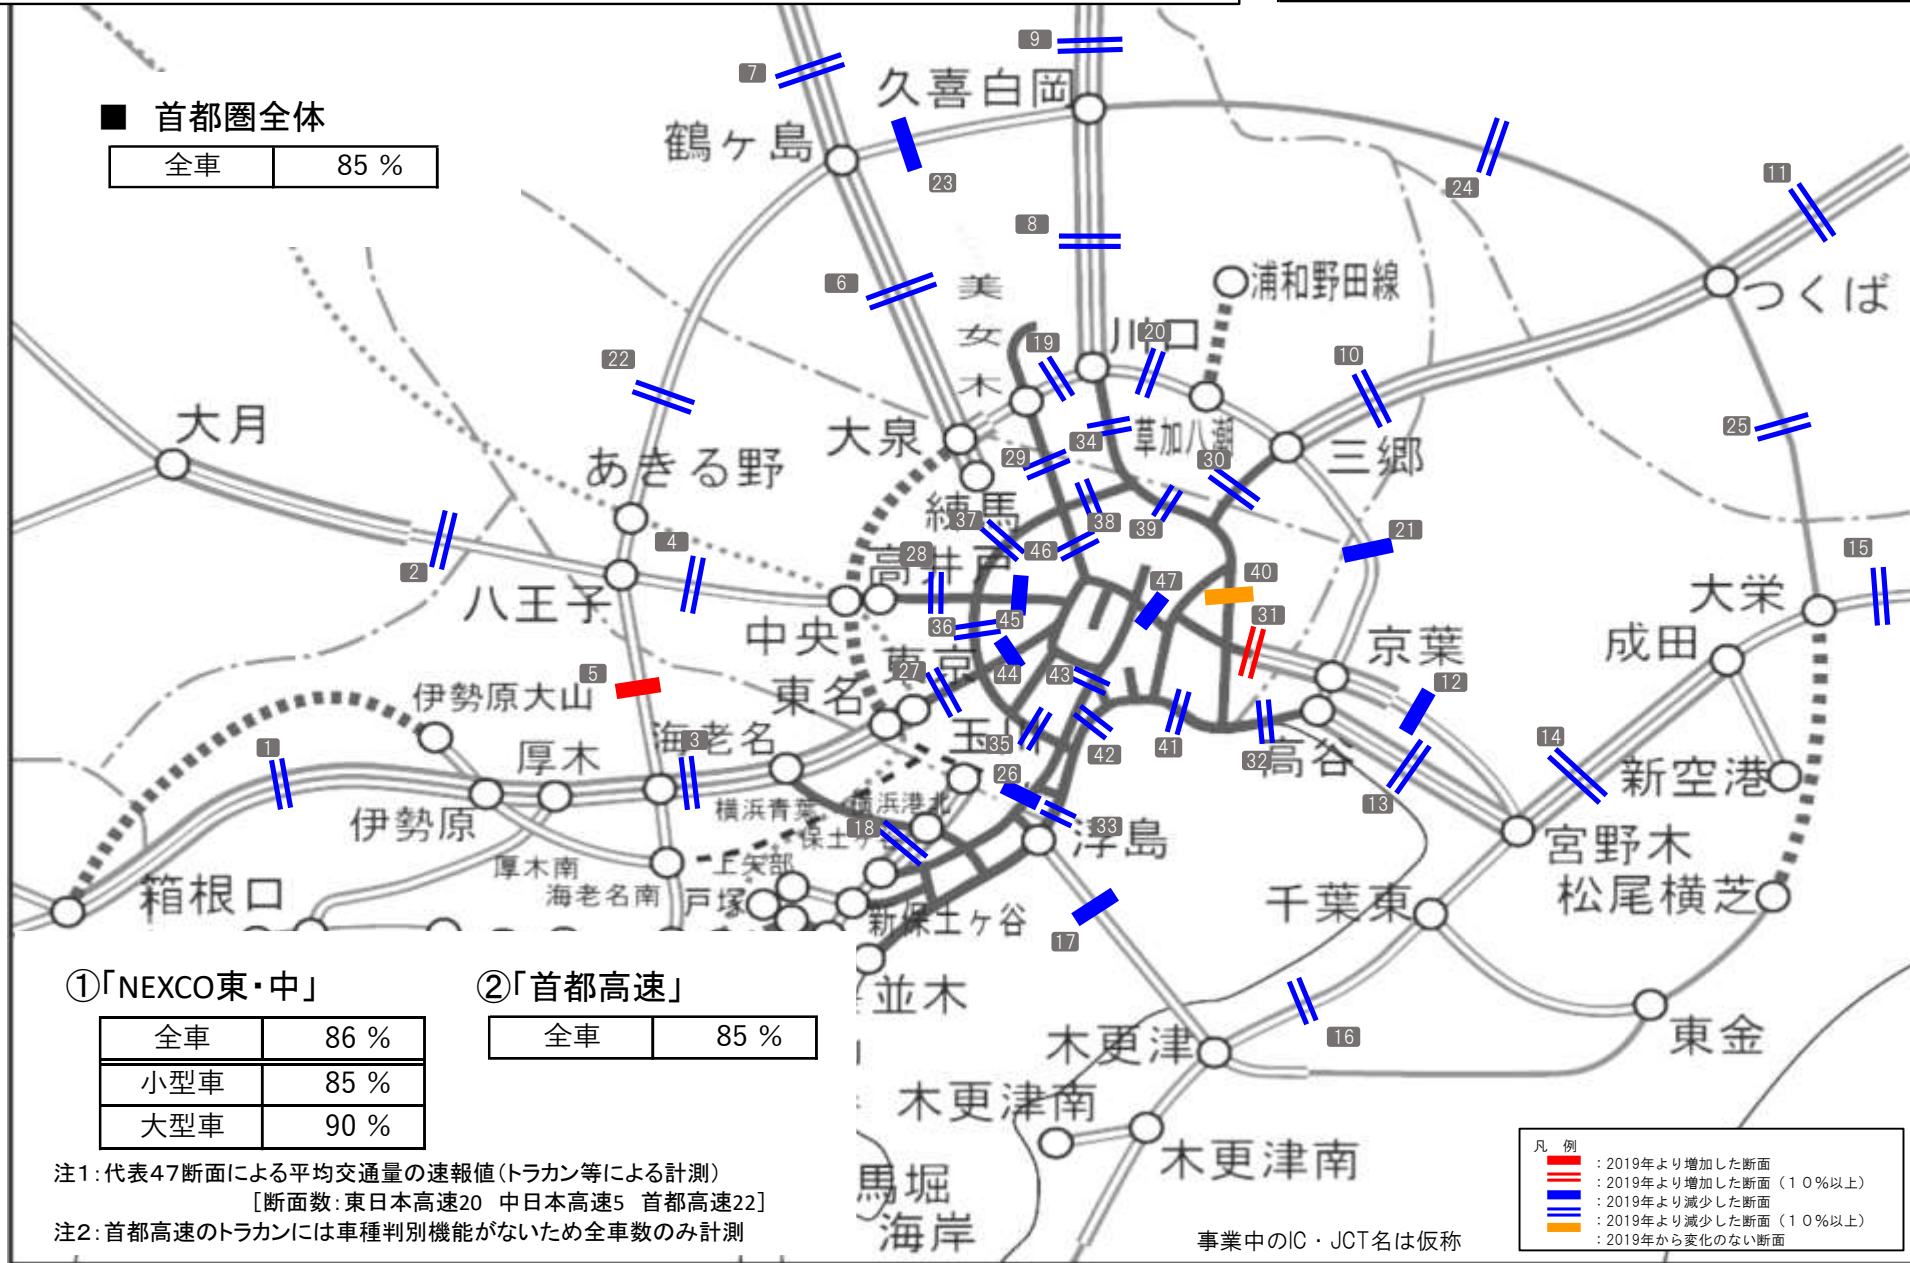 ■ 首都圏全体
全車 85 %
7
9
久喜白岡
鶴ヶ島
23
24
11
8
6
美女木
浦和野田線
つくば
川口
19
20
10
22
大月
あきる野
大泉
34
草加八潮
29
30
三郷
25
練馬
37
38
39
46
21
2
4
28
高井戸
47
40
15
八王子
中央
36
45
31
大栄
5
27
東京
44
43
京葉
成田
12
伊勢原大山
東名
1
厚木
海老名
3
玉川
35
42
41
32
高谷
14
新空港
26
13
伊勢原
横浜青葉
横浜港北
18
保土ヶ谷
33
浮島
宮野木
箱根口
厚木南
海老名南
上矢部
戸塚
新保土ヶ谷
17
千葉東
松尾横芝
①「NEXCO東・中」
全車 86 %
小型車 85 %
大型車 90 %
②「首都高速」
全車 85 %
並木
16
木更津
東金
木更津南
木更津南
馬堀
海岸
注1:代表47断面による平均交通量の速報値(トラカン等による計測)
[断面数:東日本高速20 中日本高速5 首都高速22]
注2:首都高速のトラカンには車種判別機能がないため全車数のみ計測
事業中のIC・JCT名は仮称
凡 例
:2019年より増加した断面
:2019年より増加した断面(10%以上)
:2019年より減少した断面
:2019年より減少した断面(10%以上)
:2019年から変化のない断面